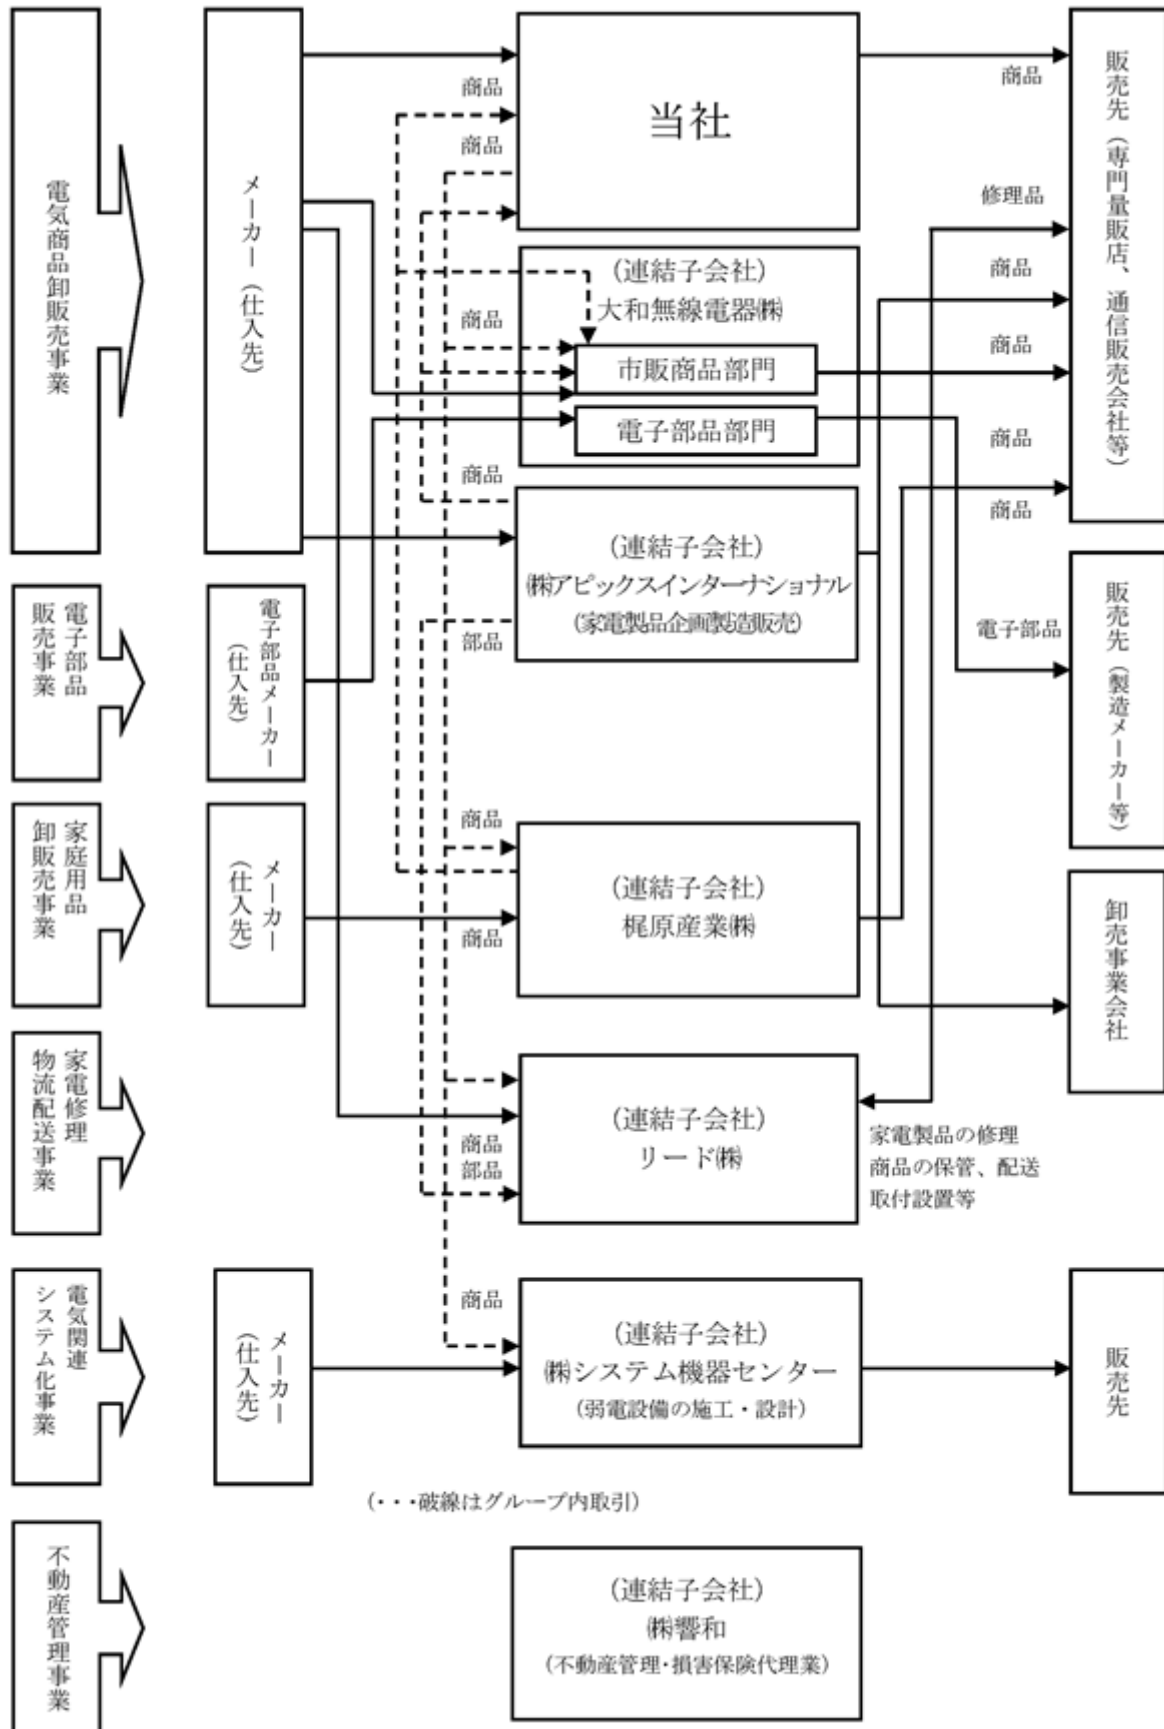 電気商品卸販売事業
メーカー（仕入先）
商品
商品
当社
商品
修理品
商品
商品
商品
商品
販売先（専門量販店、通信販売会社等）
（連結子会社）
大和無線電器㈱
商品
市販商品部門
電子部品部門
商品
（連結子会社）
㈱アピックスインターナショナル
（家電製品企画製造販売）
部品
電子部品
販売事業
電子部品メーカー
（仕入先）
電子部品
販売先（製造メーカー等）
家庭用品
卸販売事業
メーカー
（仕入先）
商品
商品
（連結子会社）
梶原産業㈱
卸売事業会社
家電修理
物流配送事業
商品
部品
（連結子会社）
リード㈱
家電製品の修理
商品の保管、配送
取付設置等
電気関連
システム化事業
メーカー
（仕入先）
商品
（連結子会社）
㈱システム機器センター
（弱電設備の施工・設計）
販売先
（・・・破線はグループ内取引）
不動産管理事業
（連結子会社）
㈱響和
（不動産管理・損害保険代理業）